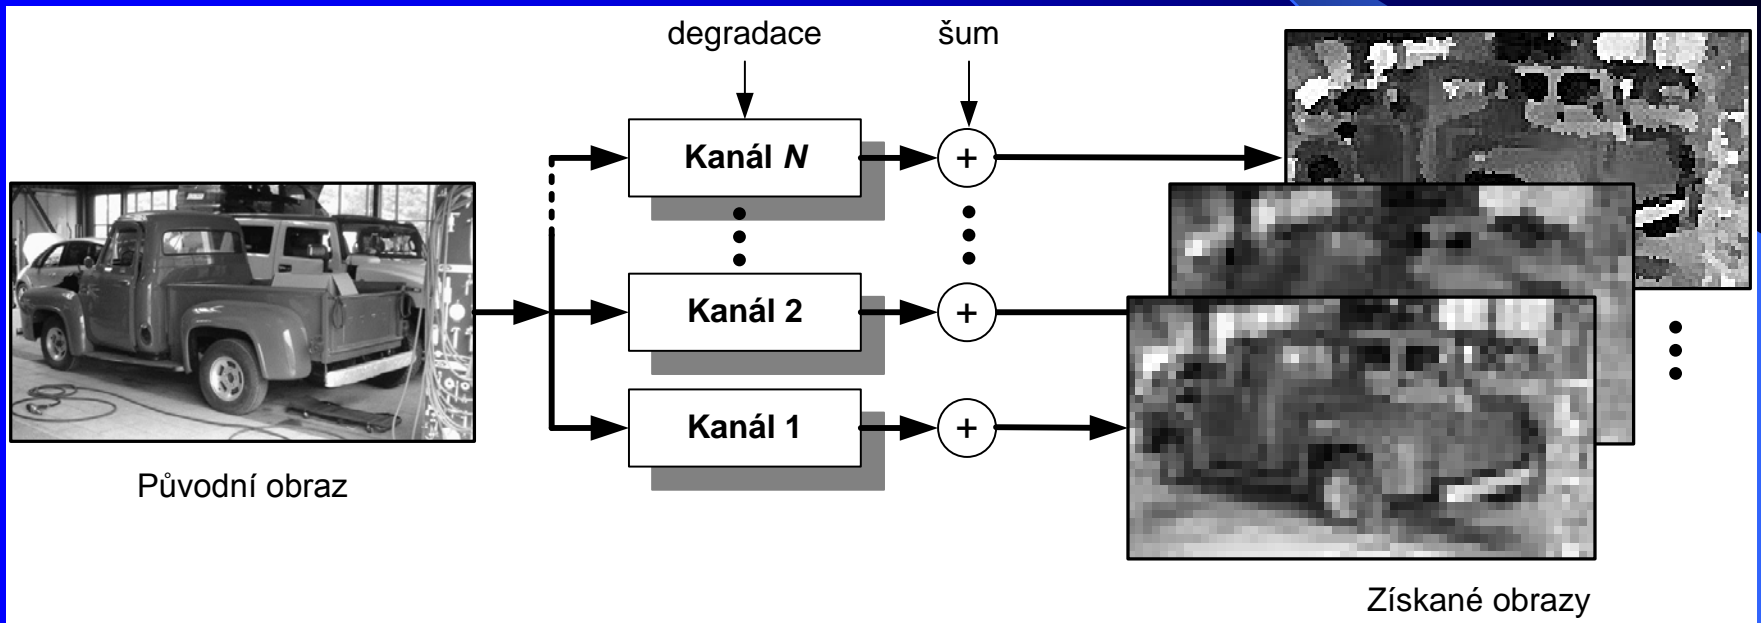 degradace
šum
Kanál N
+
Kanál 2
+
Kanál 1
+
Původní obraz
Získané obrazy